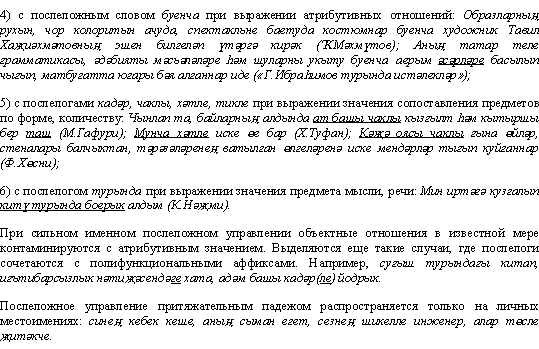 4) с послеложным словом буенча при выражении атрибутивных отношений: Образларның
рухын, чор колоритын ачуда, спектакльне баетуда костюмнар буенча художник Тавил
Хаҗиәхмәтовның эшен билгеләп үтәргә кирәк (Т.Мәхмүтов); Аның татар теле
грамматикасы, әдәбияты мәсьәләләре һәм шуларны укыту буенча аерым әсәрләре басылып
чыгып, матбугатта югары бәя алганнар иде («Г.Ибраһимов турында истәлекләр»);
5) с послелогами кадәр, чаклы, хәтле, тикле при выражении значения сопоставления предметов
по форме, количеству: Чынлап та, байларның алдында ат башы чаклы кызгылт һәм кытыршы
бер таш (М.Гафури); Мунча хәтле иске өе бар (Х.Туфан); Кәҗә оясы чаклы гына өйләр,
стеналары балчыктан, тәрәзәләренең ватылган өлгеләренә иске мендәрләр тыгып куйганнар
(Ф.Хөсни);
6) с послелогом турында при выражении значения предмета мысли, речи: Мин иртәгә кузгалып
китү турында боерык алдым (К.Нәҗми).
При сильном именном послеложном управлении объектные отношения в известной мере
контаминируются с атрибутивным значением. Выделяются еще такие случаи, где послелоги
сочетаются с полифункциональными аффиксами. Например, сугыш турындагы китап,
игътибарсызлык нәтиҗәсендәге хата, адәм башы кадәр(ле) йодрык.
Послеложное управление притяжательным падежом распространяется только на личных
местоимениях: синең кебек кеше, аның сыман егет, сезнең шикелле инженер, алар төсле
җитәкче.